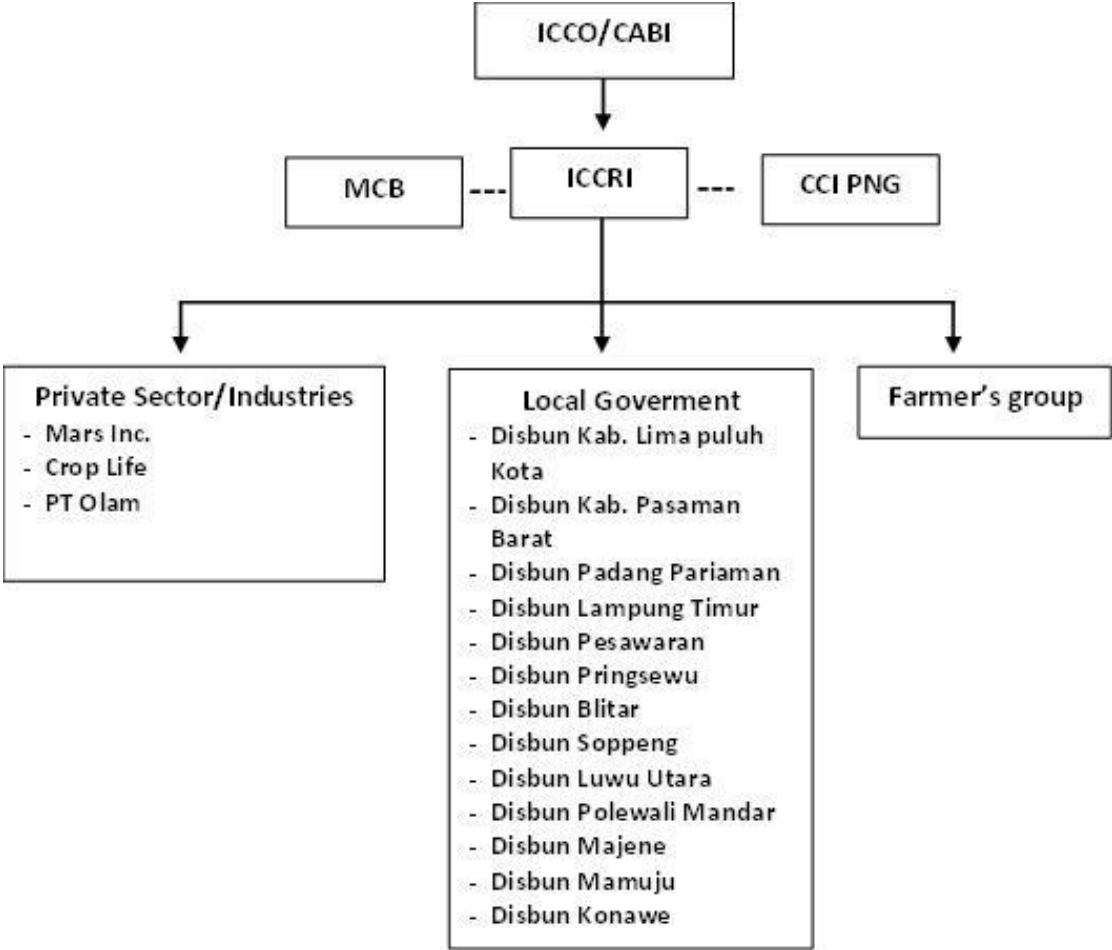 ICCO/CABI
MCB
ICCRI
CCI PNG
Private Sector/Industries
- Mars Inc.
- Crop Life
- PT Olam
Local Goverment
- Disbun Kab. Lima puluh
Kota
- Disbun Kab. Pasaman
Barat
- Disbun Padang Pariaman
- Disbun Lampung Timur
- Disbun Pesawaran
- Disbun Pringsewu
- Disbun Blitar
- Disbun Soppeng
- Disbun Luwu Utara
- Disbun Polewali Mandar
- Disbun Majene
- Disbun Mamuju
- Disbun Konawe
Farmer's group